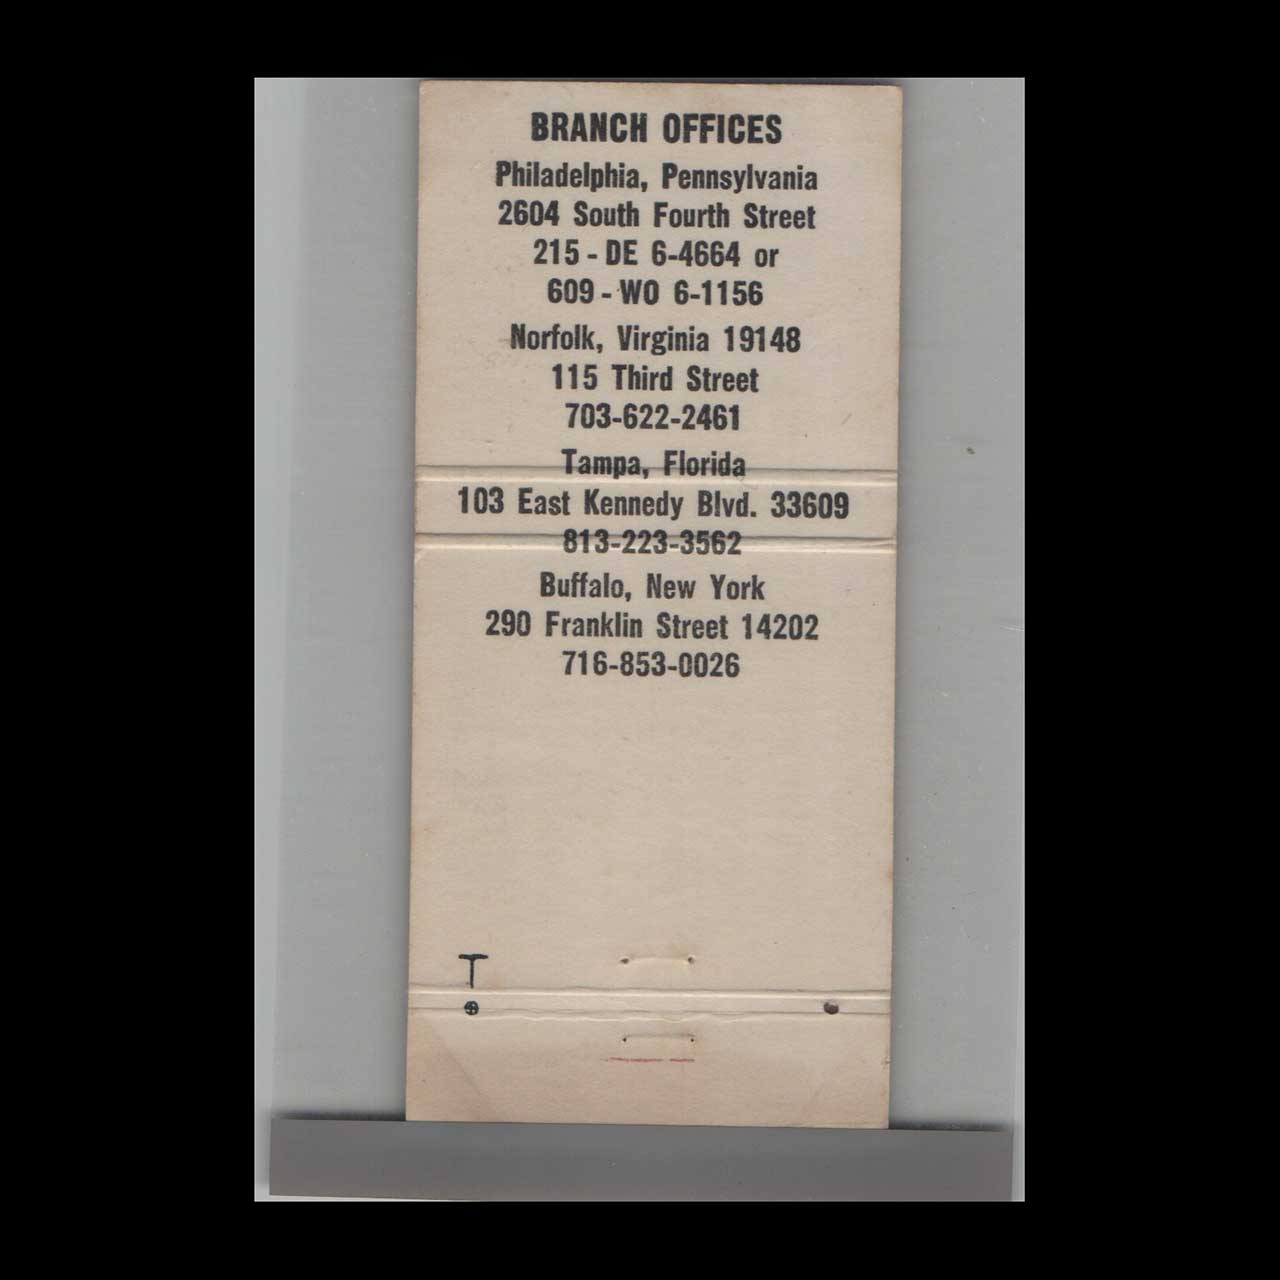 BRANCH OFFICES
Philadelphia, Pennsylvania
2604 South Fourth Street
215 - DE 6-4664 or
609 - WO 6-1156
Norfolk, Virginia 19148
115 Third Street
703-622-2461
Tampa, Florida
103 East Kennedy Blvd. 33609
813-223-3562
Buffalo, New York
290 Franklin Street 14202
716-853-0026
T